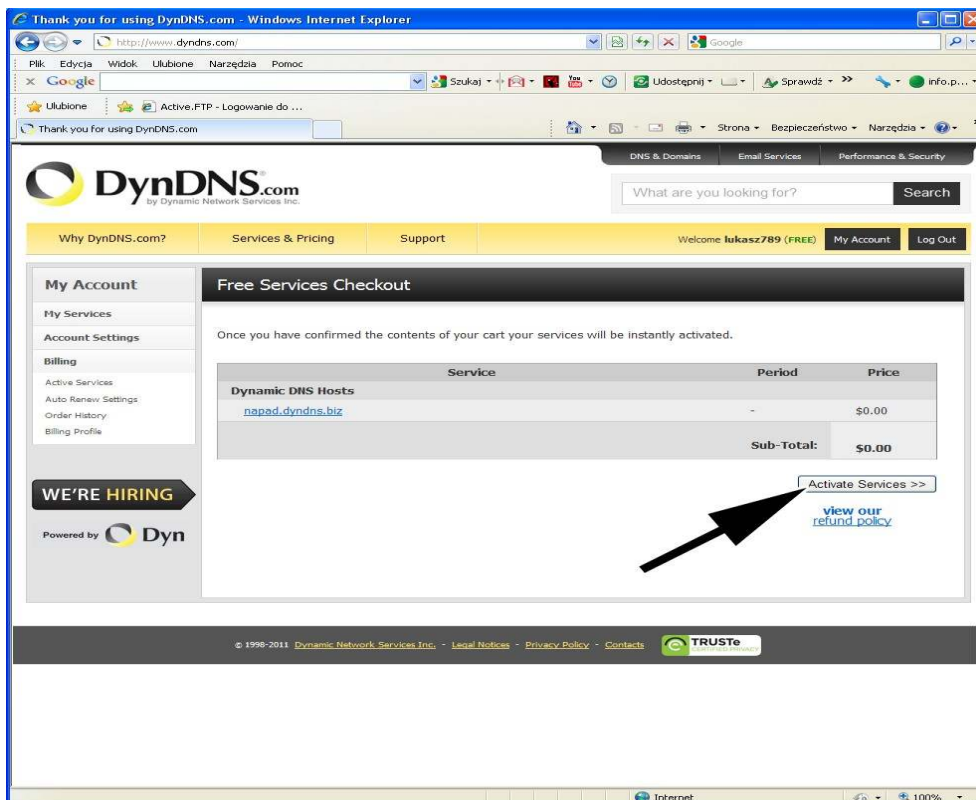 Thank you for using DynDNS.com - Windows Internet Explorer
http://www.dyndns.com/
Google
Plik Edycja Widok Ulubione Narzędzia Pomoc
Google Szukaj Udostępnij Sprawdź » info.p...
Ulubione Active.FTP - Logowanie do ...
Thank you for using DynDNS.com Strona Bezpieczeństwo Narzędzia
DNS & Domains Email Services Performance & Security
DynDNS.com
by Dynamic Network Services Inc.
What are you looking for? Search
Why DynDNS.com? Services & Pricing Support Welcome lukasz789 (FREE) My Account Log Out
My Account
My Services
Account Settings
Billing
Active Services
Auto Renew Settings
Order History
Billing Profile
WE'RE HIRING
Powered by Dyn
Free Services Checkout
Once you have confirmed the contents of your cart your services will be instantly activated.
Service Period Price
Dynamic DNS Hosts
napad.dyndns.biz - $0.00
Sub-Total: $0.00
Activate Services >>
view our
refund policy
© 1998-2011 Dynamic Network Services Inc. - Legal Notices - Privacy Policy - Contacts
TRUSTe
CERTIFIED PRIVACY
Internet 100%